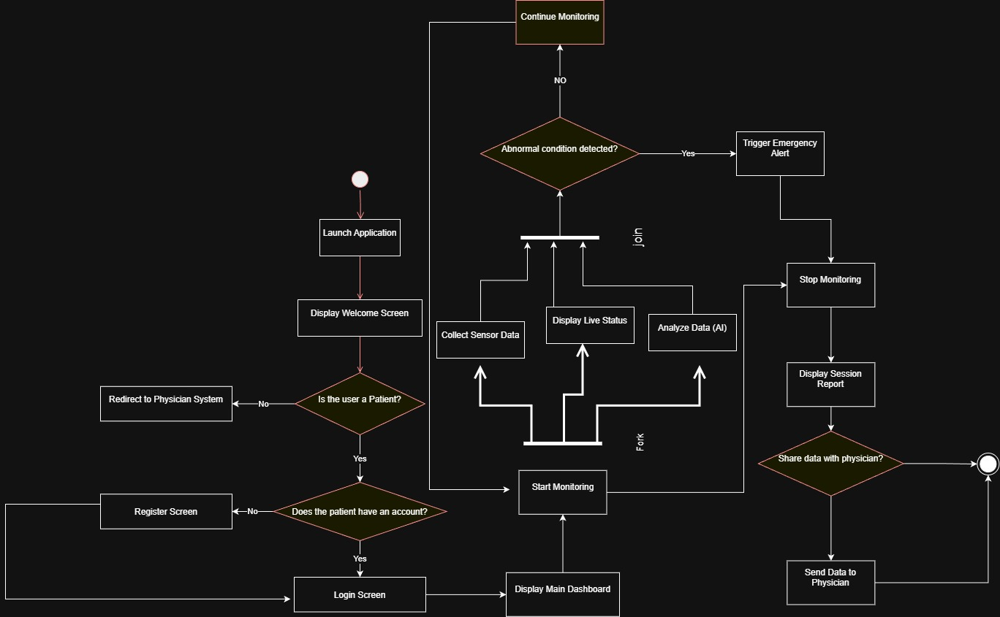 Continue Monitoring
NO
Abnormal condition detected?
Yes
Trigger Emergency
Alert
Launch Application
join
Stop Monitoring
Display Welcome Screen
Collect Sensor Data
Display Live Status
Analyze Data (AI)
Display Session
Report
Redirect to Physician System
No
Is the user a Patient?
Fork
Yes
Share data with physician?
Start Monitoring
Register Screen
No
Does the patient have an account?
Yes
Login Screen
Display Main Dashboard
Send Data to
Physician